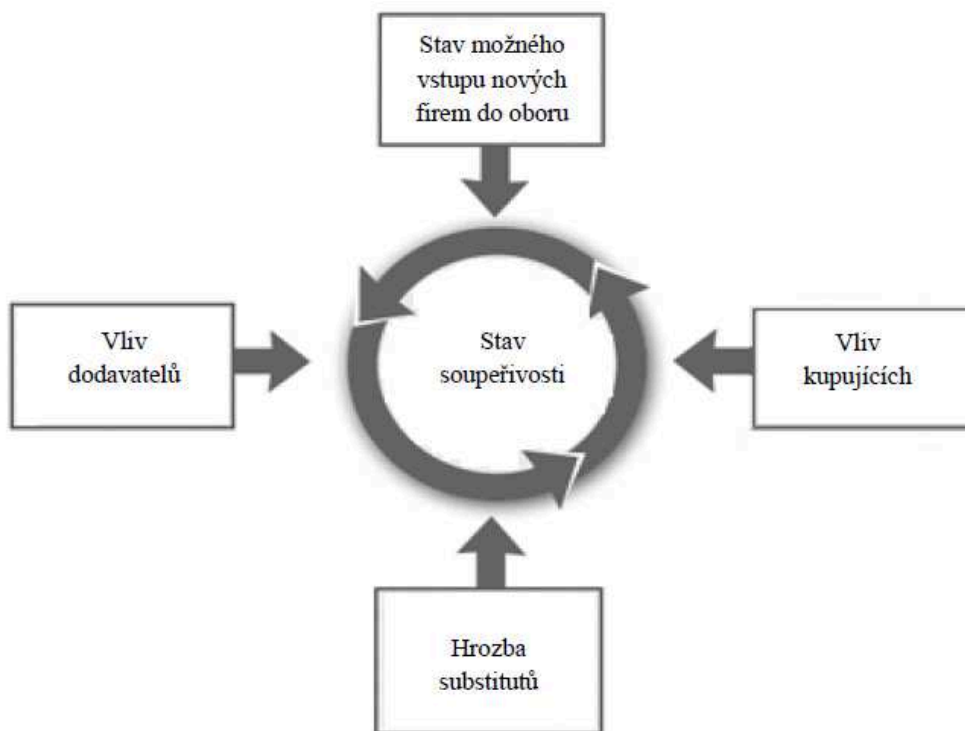 Stav možného
vstupu nových
firem do oboru
Vliv
dodavatelů
Stav
soupeřivosti
Vliv
kupujících
Hrozba
substitutů